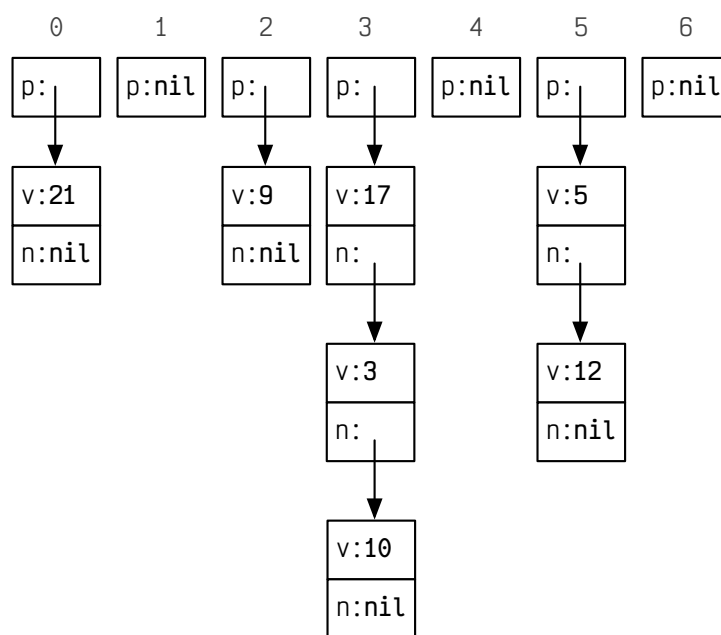 0 1 2 3 4 5 6
p: p:nil p: p: p:nil p: p:nil
v:21 v:9 v:17 v:5
n:nil n:nil n: n:
v:3 v:12
n: n:nil
v:10
n:nil